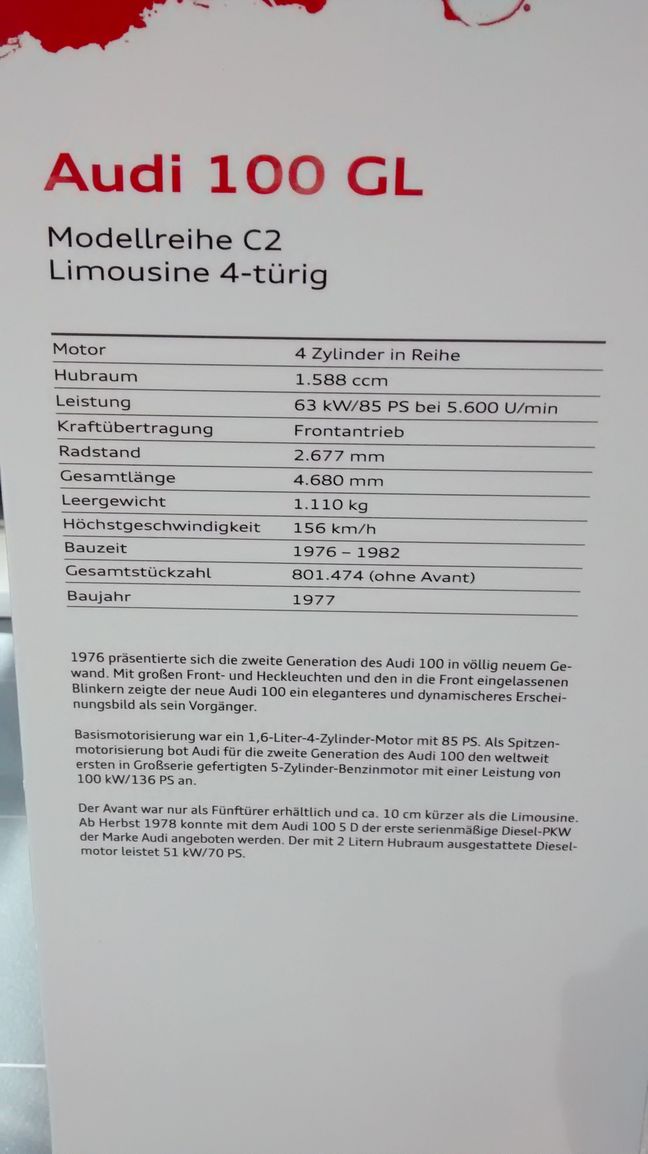 Audi 100 GL
Modellreihe C2
Limousine 4-türig
Motor 4 Zylinder in Reihe
Hubraum 1.588 ccm
Leistung 63 kW/85 PS bei 5.600 U/min
Kraftübertragung Frontantrieb
Radstand 2.677 mm
Gesamtlänge 4.680 mm
Leergewicht 1.110 kg
Höchstgeschwindigkeit 156 km/h
Bauzeit 1976 – 1982
Gesamtstückzahl 801.474 (ohne Avant)
Baujahr 1977
1976 präsentierte sich die zweite Generation des Audi 100 in völlig neuem Ge-
wand. Mit großen Front- und Heckleuchten und den in die Front eingelassenen
Blinkern zeigte der neue Audi 100 ein eleganteres und dynamischeres Erschei-
nungsbild als sein Vorgänger.
Basismotorisierung war ein 1,6-Liter-4-Zylinder-Motor mit 85 PS. Als Spitzen-
motorisierung bot Audi für die zweite Generation des Audi 100 den weltweit
ersten in Großserie gefertigten 5-Zylinder-Benzinmotor mit einer Leistung von
100 kW/136 PS an.
Der Avant war nur als Fünftürer erhältlich und ca. 10 cm kürzer als die Limousine.
Ab Herbst 1978 konnte mit dem Audi 100 5 D der erste serienmäßige Diesel-PKW
der Marke Audi angeboten werden. Der mit 2 Litern Hubraum ausgestattete Diesel-
motor leistet 51 kW/70 PS.